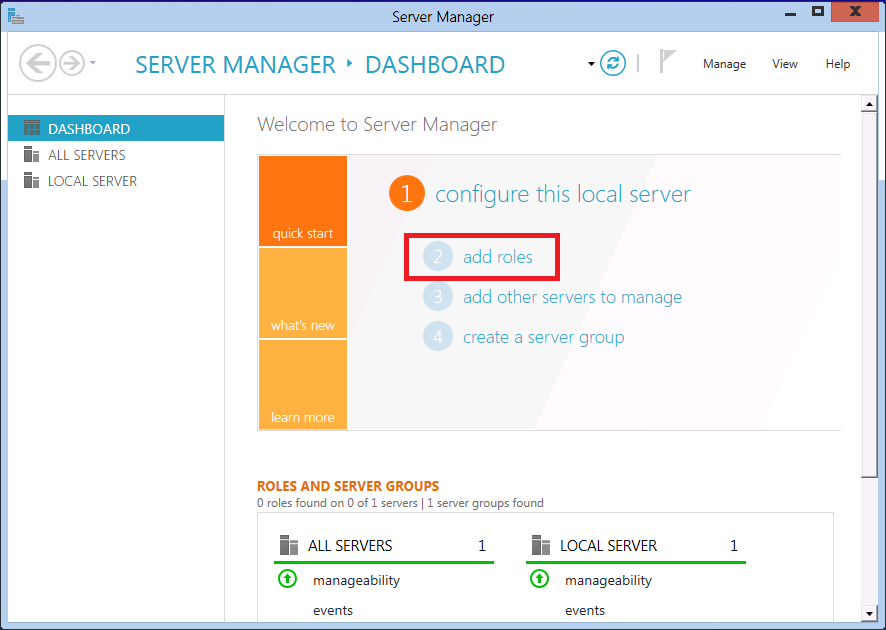 Server Manager
SERVER MANAGER ‣ DASHBOARD
Manage View Help
DASHBOARD
ALL SERVERS
LOCAL SERVER
Welcome to Server Manager
quick start
what's new
learn more
1 configure this local server
2 add roles
3 add other servers to manage
4 create a server group
ROLES AND SERVER GROUPS
0 roles found on 0 of 1 servers | 1 server groups found
ALL SERVERS 1
manageability
events
LOCAL SERVER 1
manageability
events